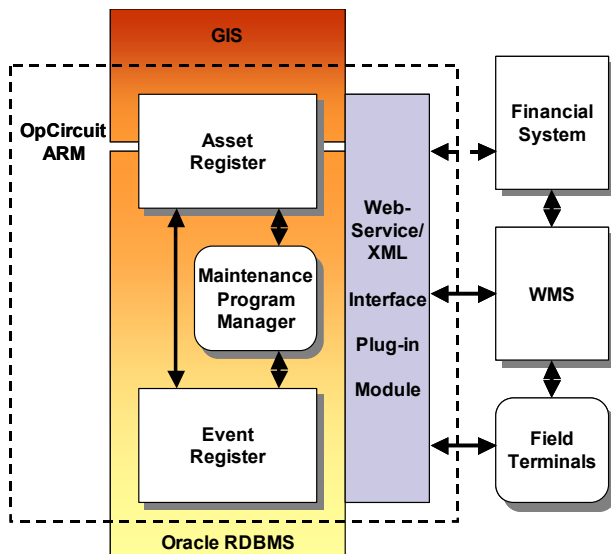 GIS
OpCircuit
ARM
Asset
Register
Maintenance
Program
Manager
Event
Register
Oracle RDBMS
Web-
Service/
XML
Interface
Plug-in
Module
Financial
System
WMS
Field
Terminals